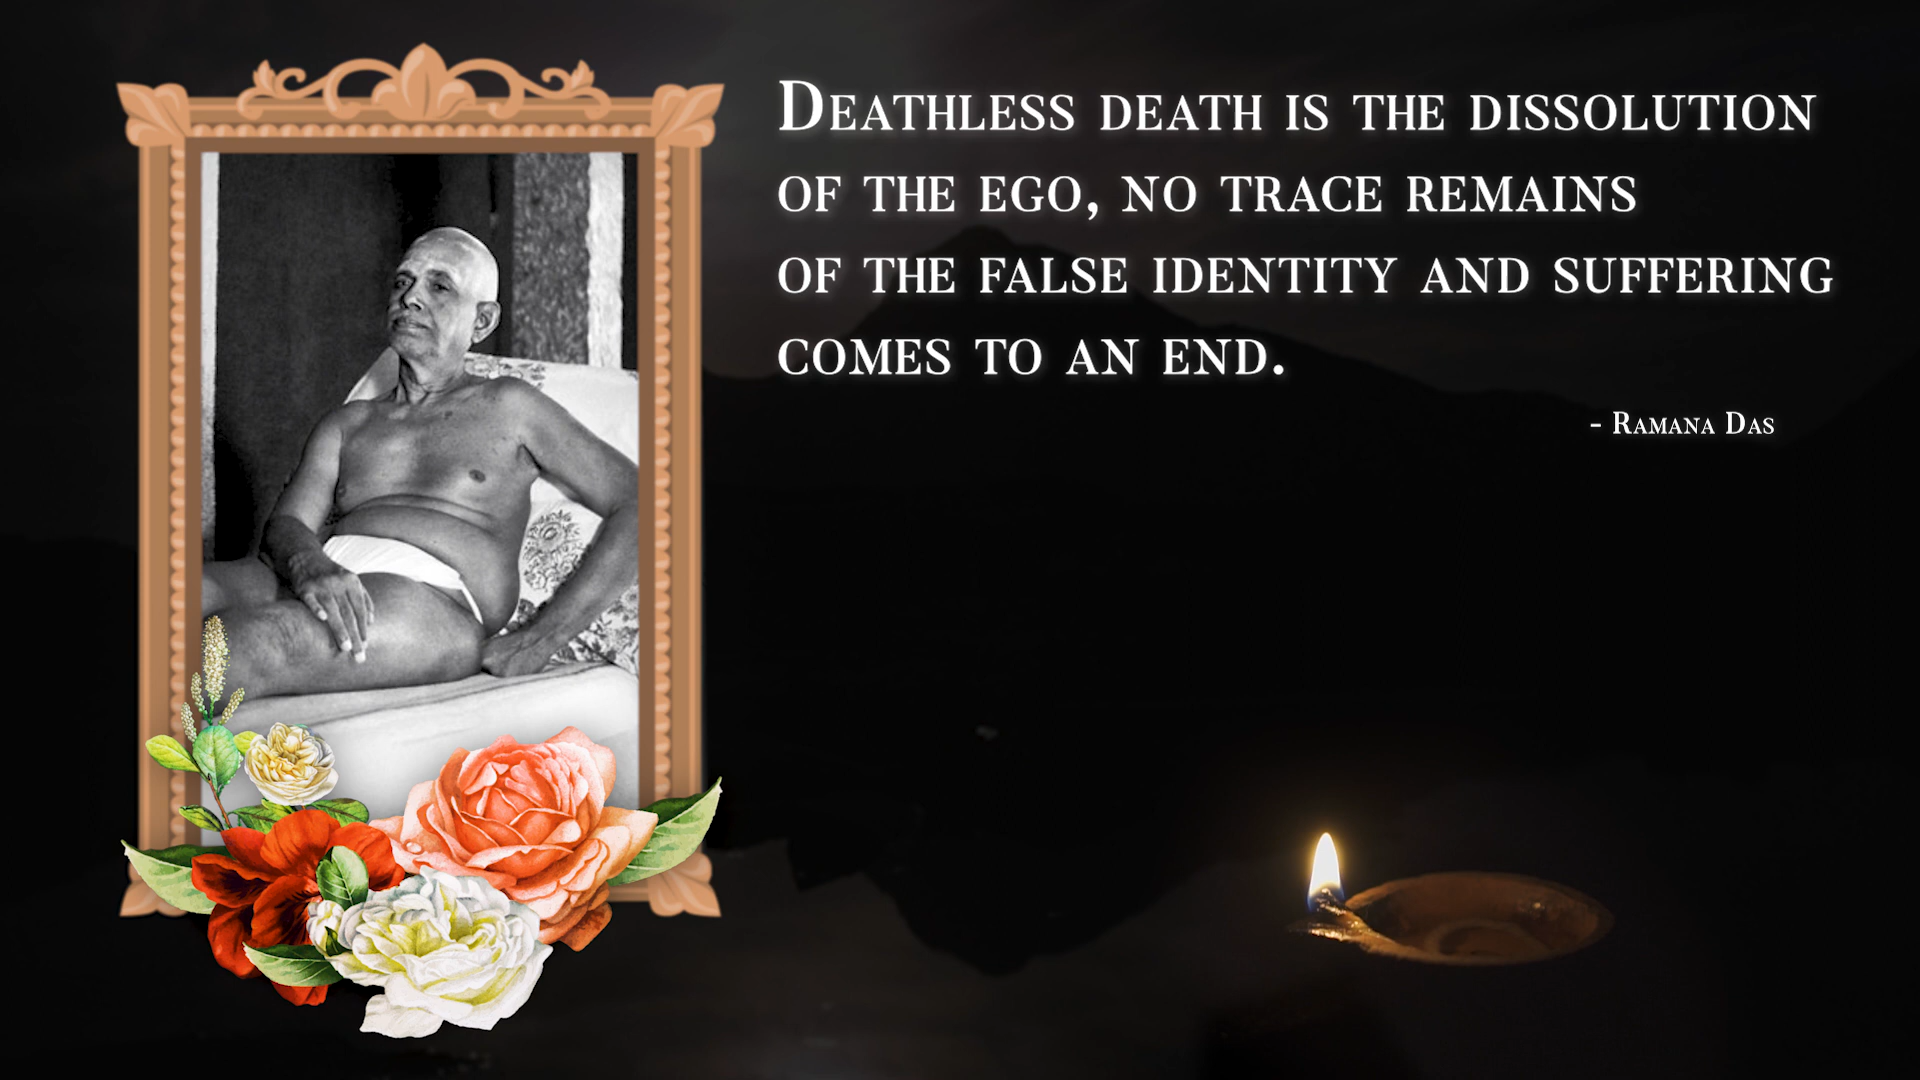 Deathless death is the dissolution
of the ego, no trace remains
of the false identity and suffering
comes to an end.
- Ramana Das